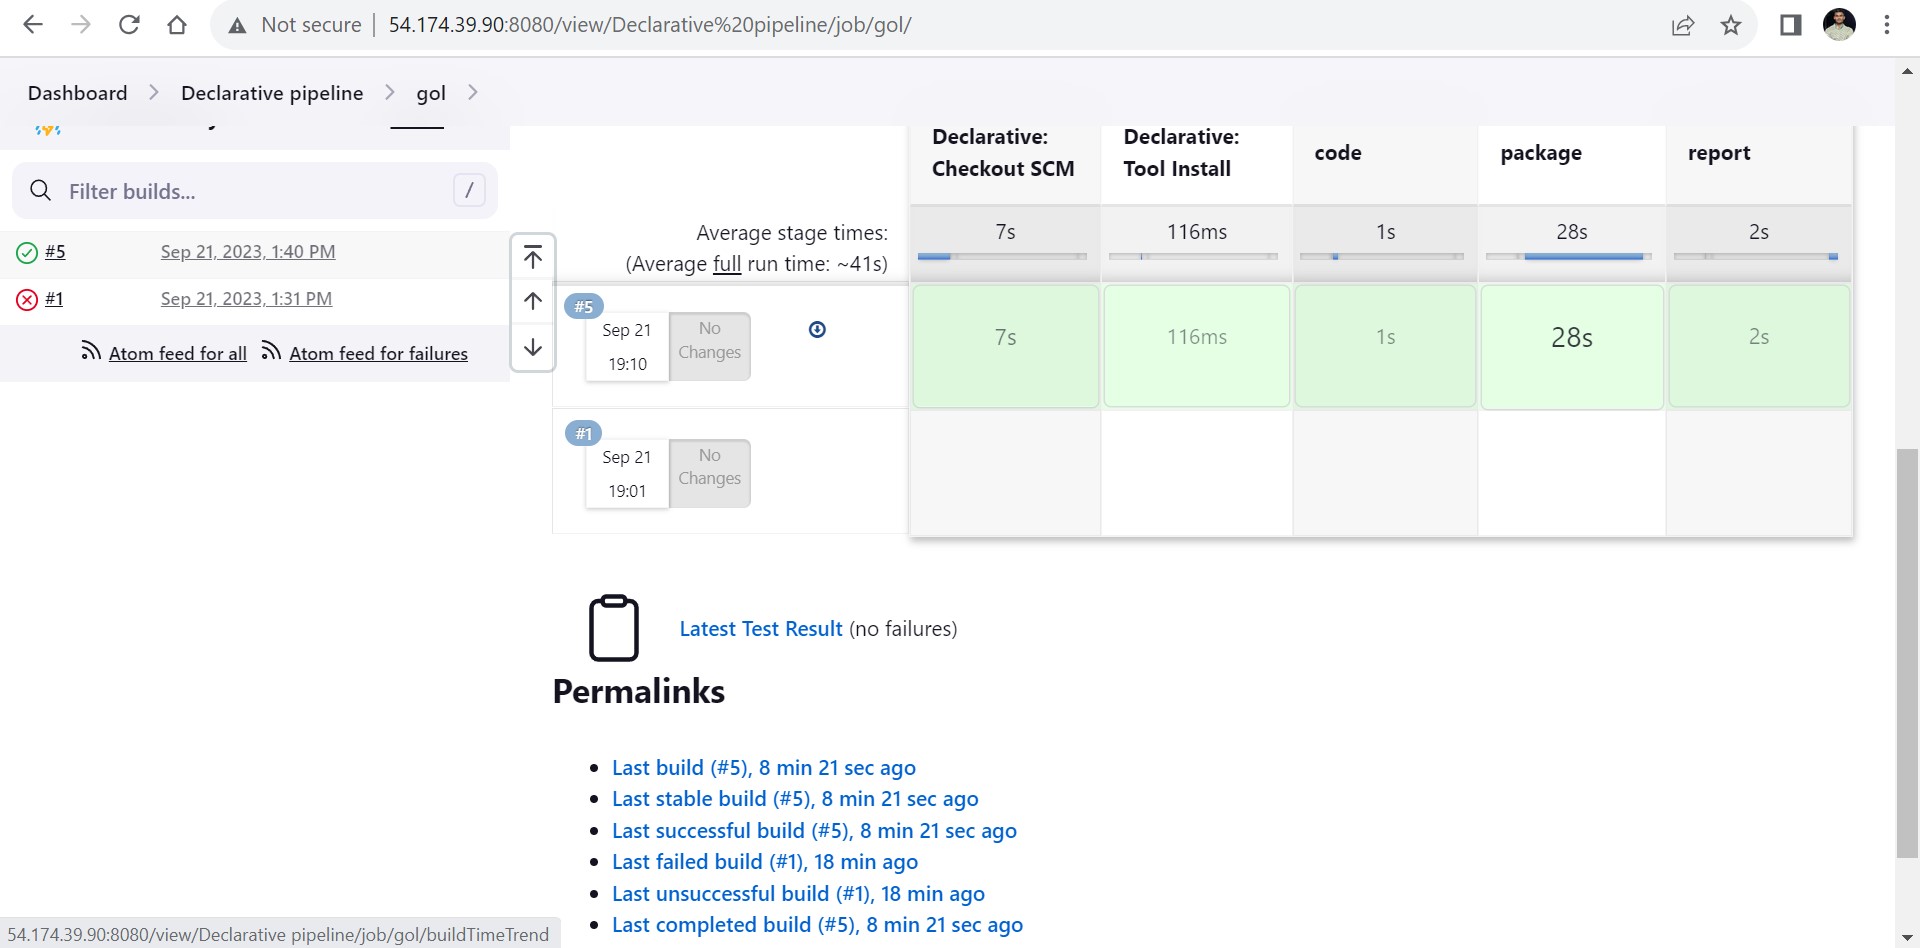 Not secure
54.174.39.90:8080/view/Declarative%20pipeline/job/gol/
Dashboard
Declarative pipeline
gol
Filter builds...
/
#5
Sep 21, 2023, 1:40 PM
#1
Sep 21, 2023, 1:31 PM
Atom feed for all
Atom feed for failures
Declarative: Checkout SCM
Declarative: Tool Install
code
package
report
Average stage times:
(Average full run time: ~41s)
7s
116ms
1s
28s
2s
#5
Sep 21
19:10
No Changes
7s
116ms
1s
28s
2s
#1
Sep 21
19:01
No Changes
Latest Test Result (no failures)
Permalinks
Last build (#5), 8 min 21 sec ago
Last stable build (#5), 8 min 21 sec ago
Last successful build (#5), 8 min 21 sec ago
Last failed build (#1), 18 min ago
Last unsuccessful build (#1), 18 min ago
Last completed build (#5), 8 min 21 sec ago
54.174.39.90:8080/view/Declarative pipeline/job/gol/buildTimeTrend